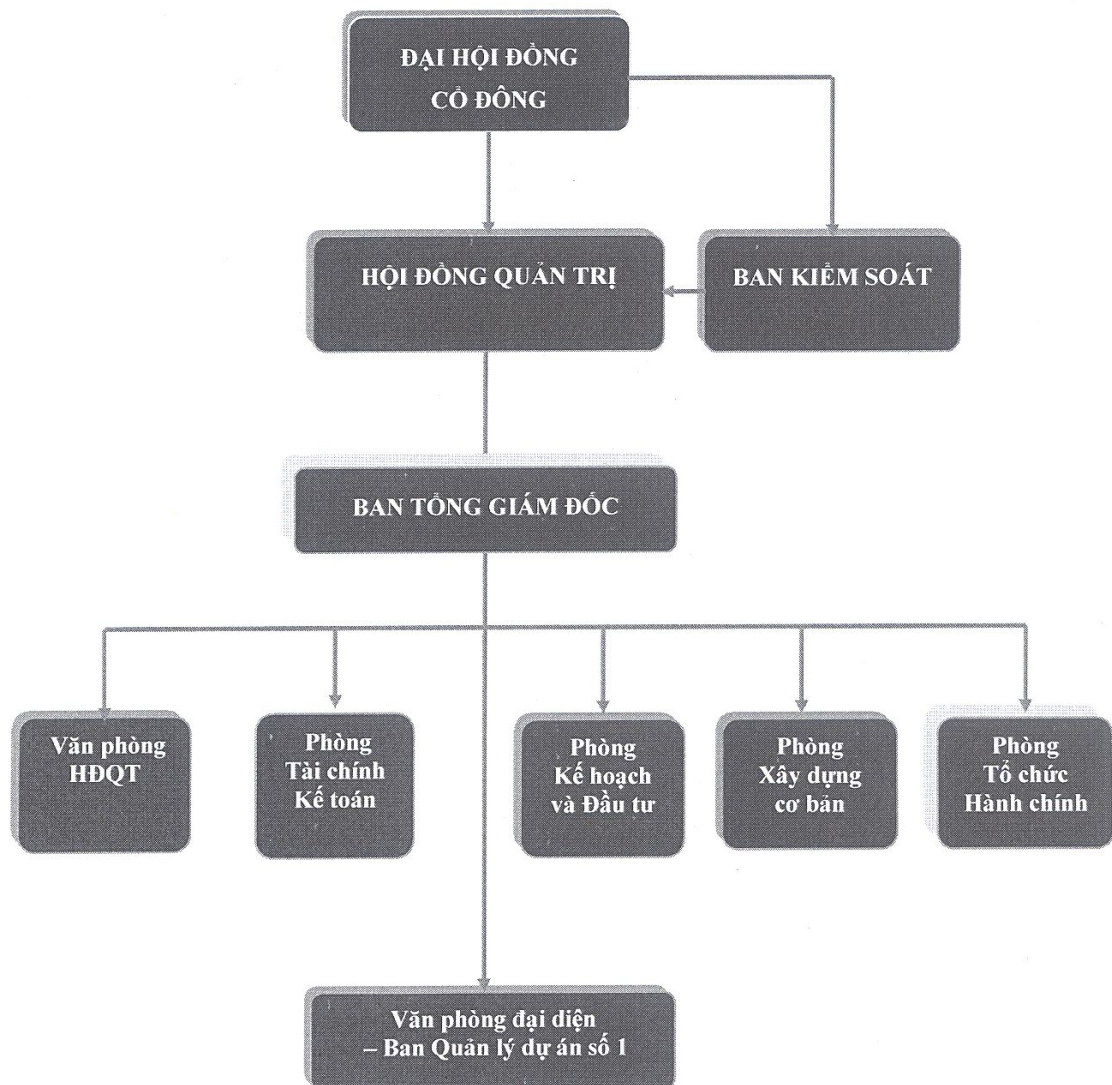 ĐẠI HỘI ĐỒNG
CỔ ĐÔNG
HỘI ĐỒNG QUẢN TRỊ
BAN KIỂM SOÁT
BAN TỔNG GIÁM ĐỐC
Văn phòng
HĐQT
Phòng
Tài chính
Kế toán
Phòng
Kế hoạch
và Đầu tư
Phòng
Xây dựng
cơ bản
Phòng
Tổ chức
Hành chính
Văn phòng đại diện
– Ban Quản lý dự án số 1